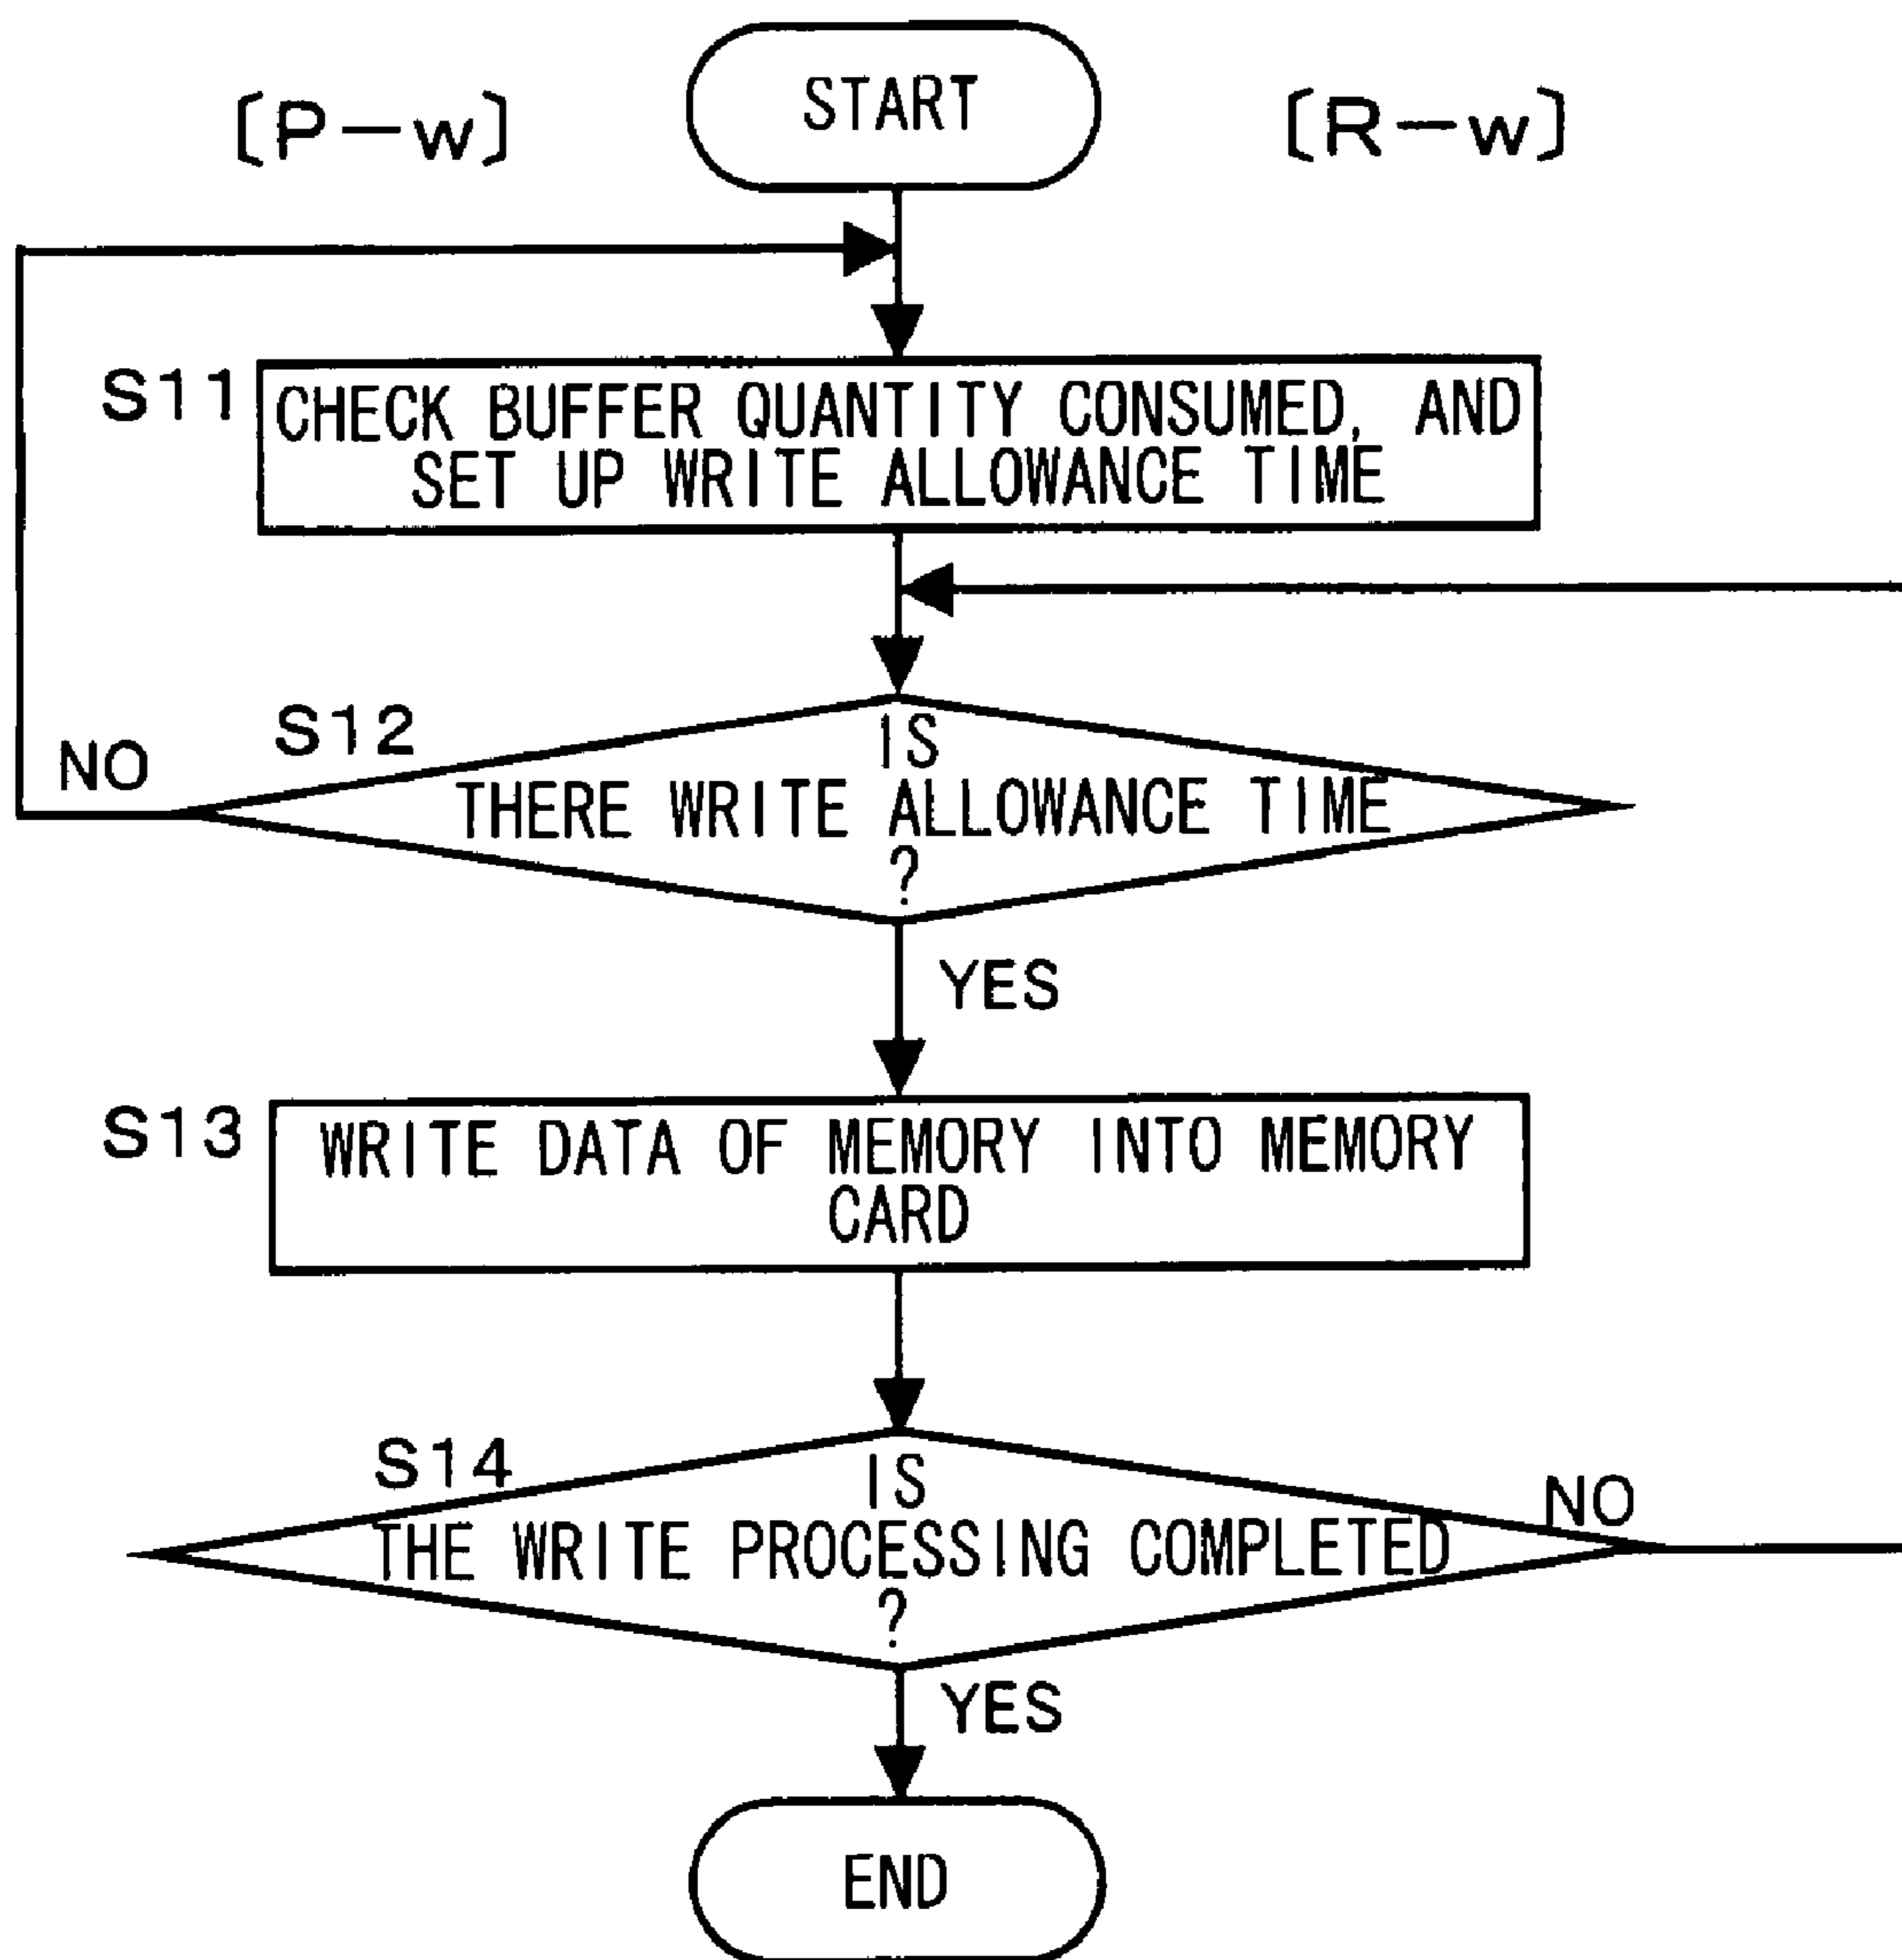 [P-w]
START
[R-w]
S11
CHECK BUFFER QUANTITY CONSUMED, AND
SET UP WRITE ALLOWANCE TIME
S12
NO
IS
THERE WRITE ALLOWANCE TIME
?
YES
S13
WRITE DATA OF MEMORY INTO MEMORY
CARD
S14
IS
THE WRITE PROCESSING COMPLETED
?
NO
YES
END